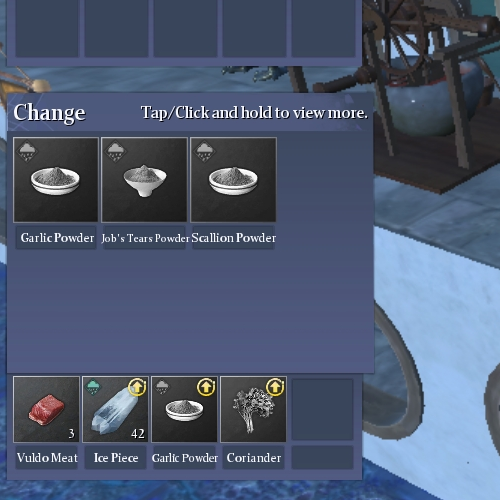 Change
Tap/Click and hold to view more.
Garlic Powder
Job's Tears Powder
Scallion Powder
3
42
Vuldo Meat
Ice Piece
Garlic Powder
Coriander